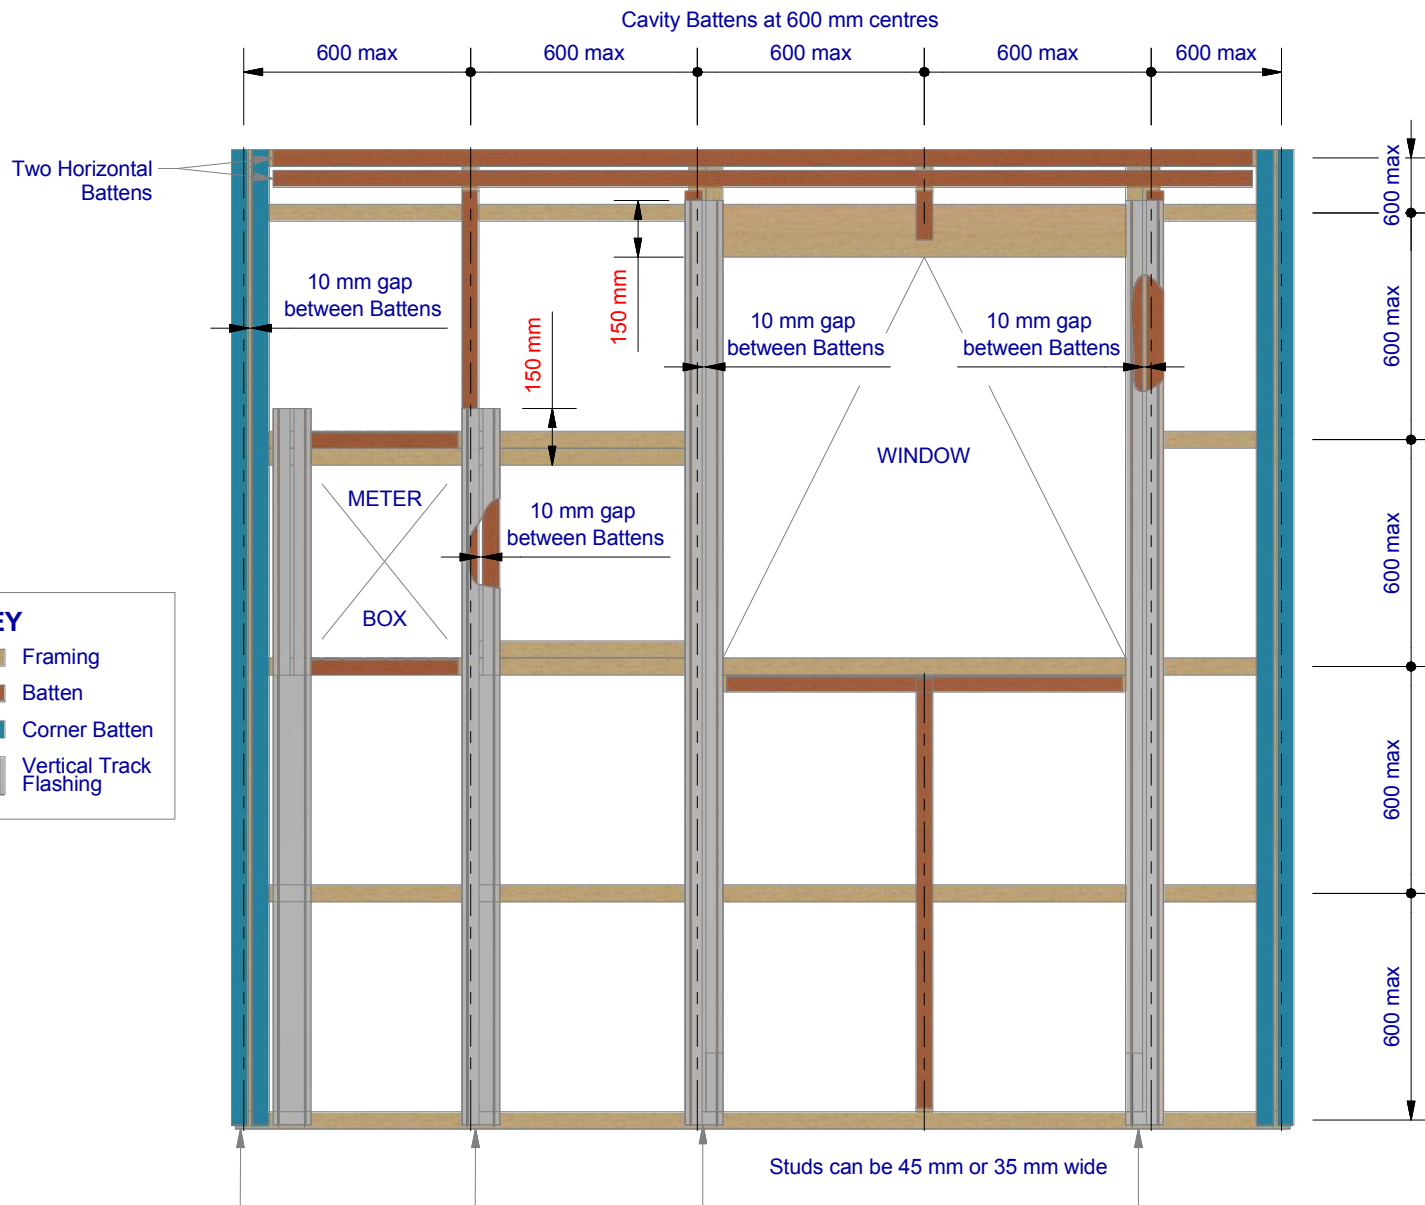 Cavity Battens at 600 mm centres
600 max
600 max
600 max
600 max
600 max
Two Horizontal
Battens
600 max
10 mm gap
between Battens
150 mm
150 mm
10 mm gap
between Battens
10 mm gap
between Battens
600 max
WINDOW
METER
BOX
10 mm gap
between Battens
600 max
EY
Framing
Batten
Corner Batten
Vertical Track
Flashing
600 max
600 max
Studs can be 45 mm or 35 mm wide